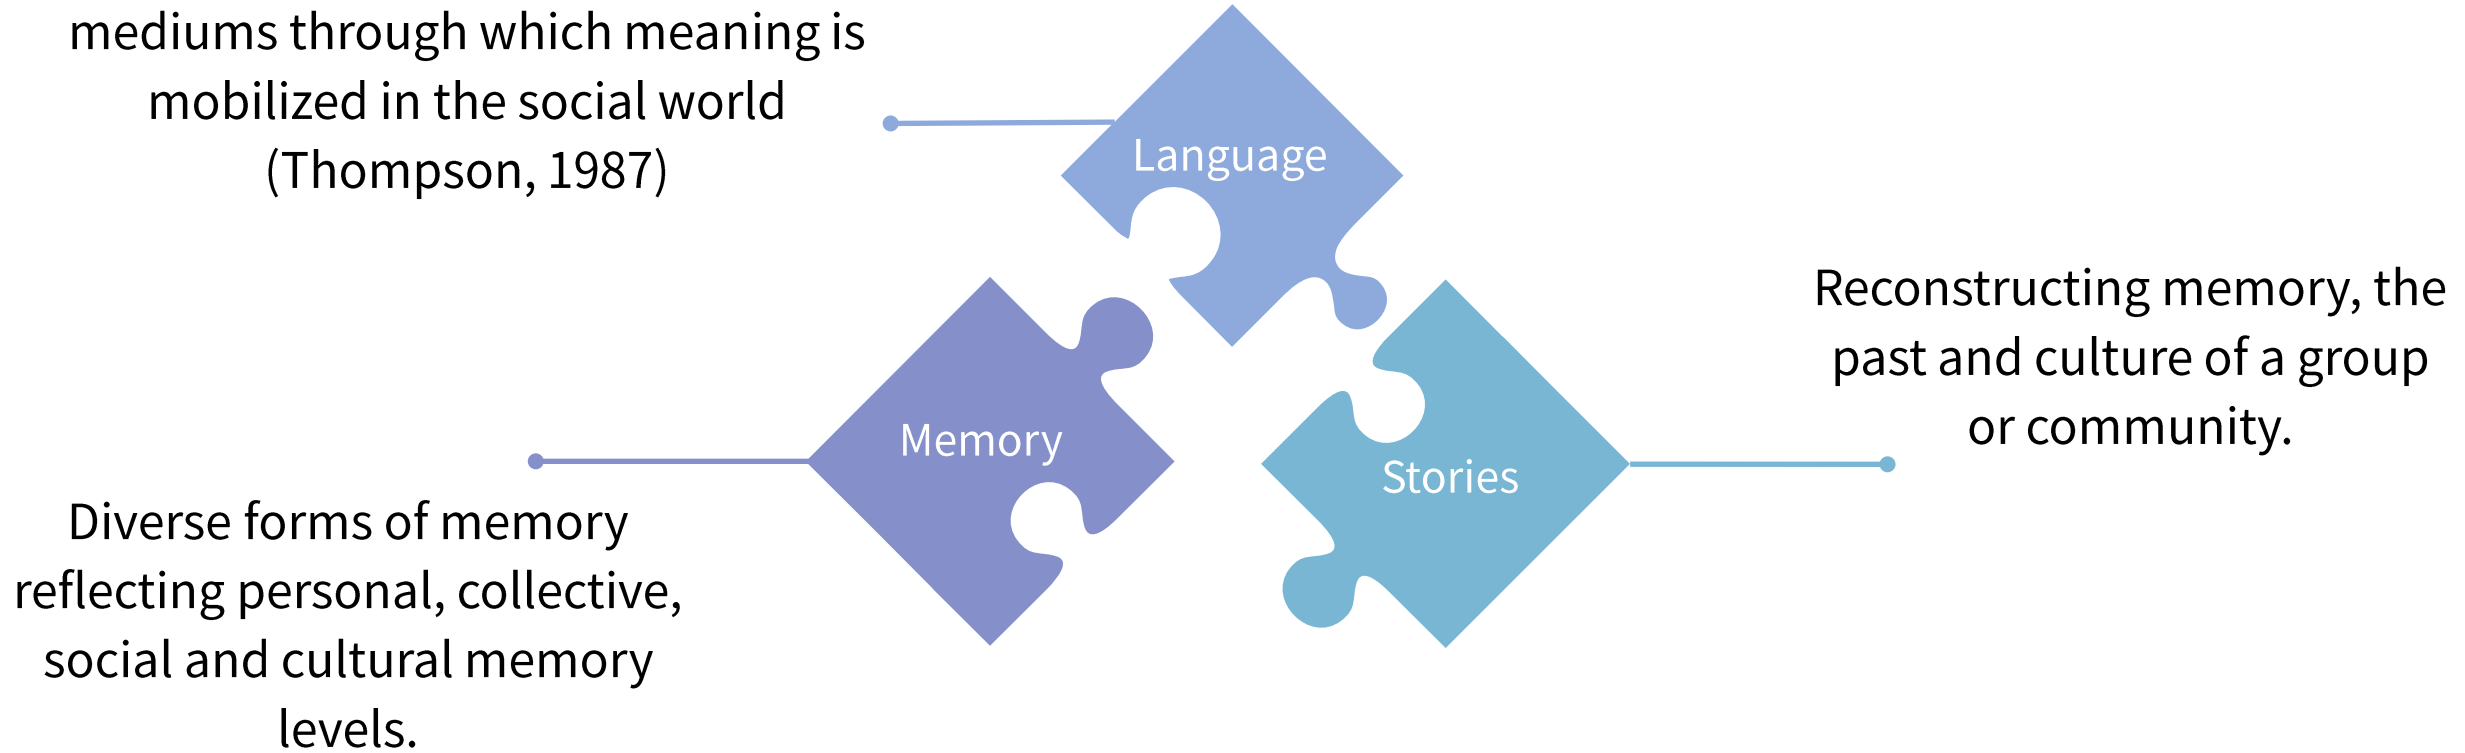 mediums through which meaning is
mobilized in the social world
(Thompson, 1987)
Language
Reconstructing memory, the
past and culture of a group
or community.
Memory
Stories
Diverse forms of memory
reflecting personal, collective,
social and cultural memory
levels.